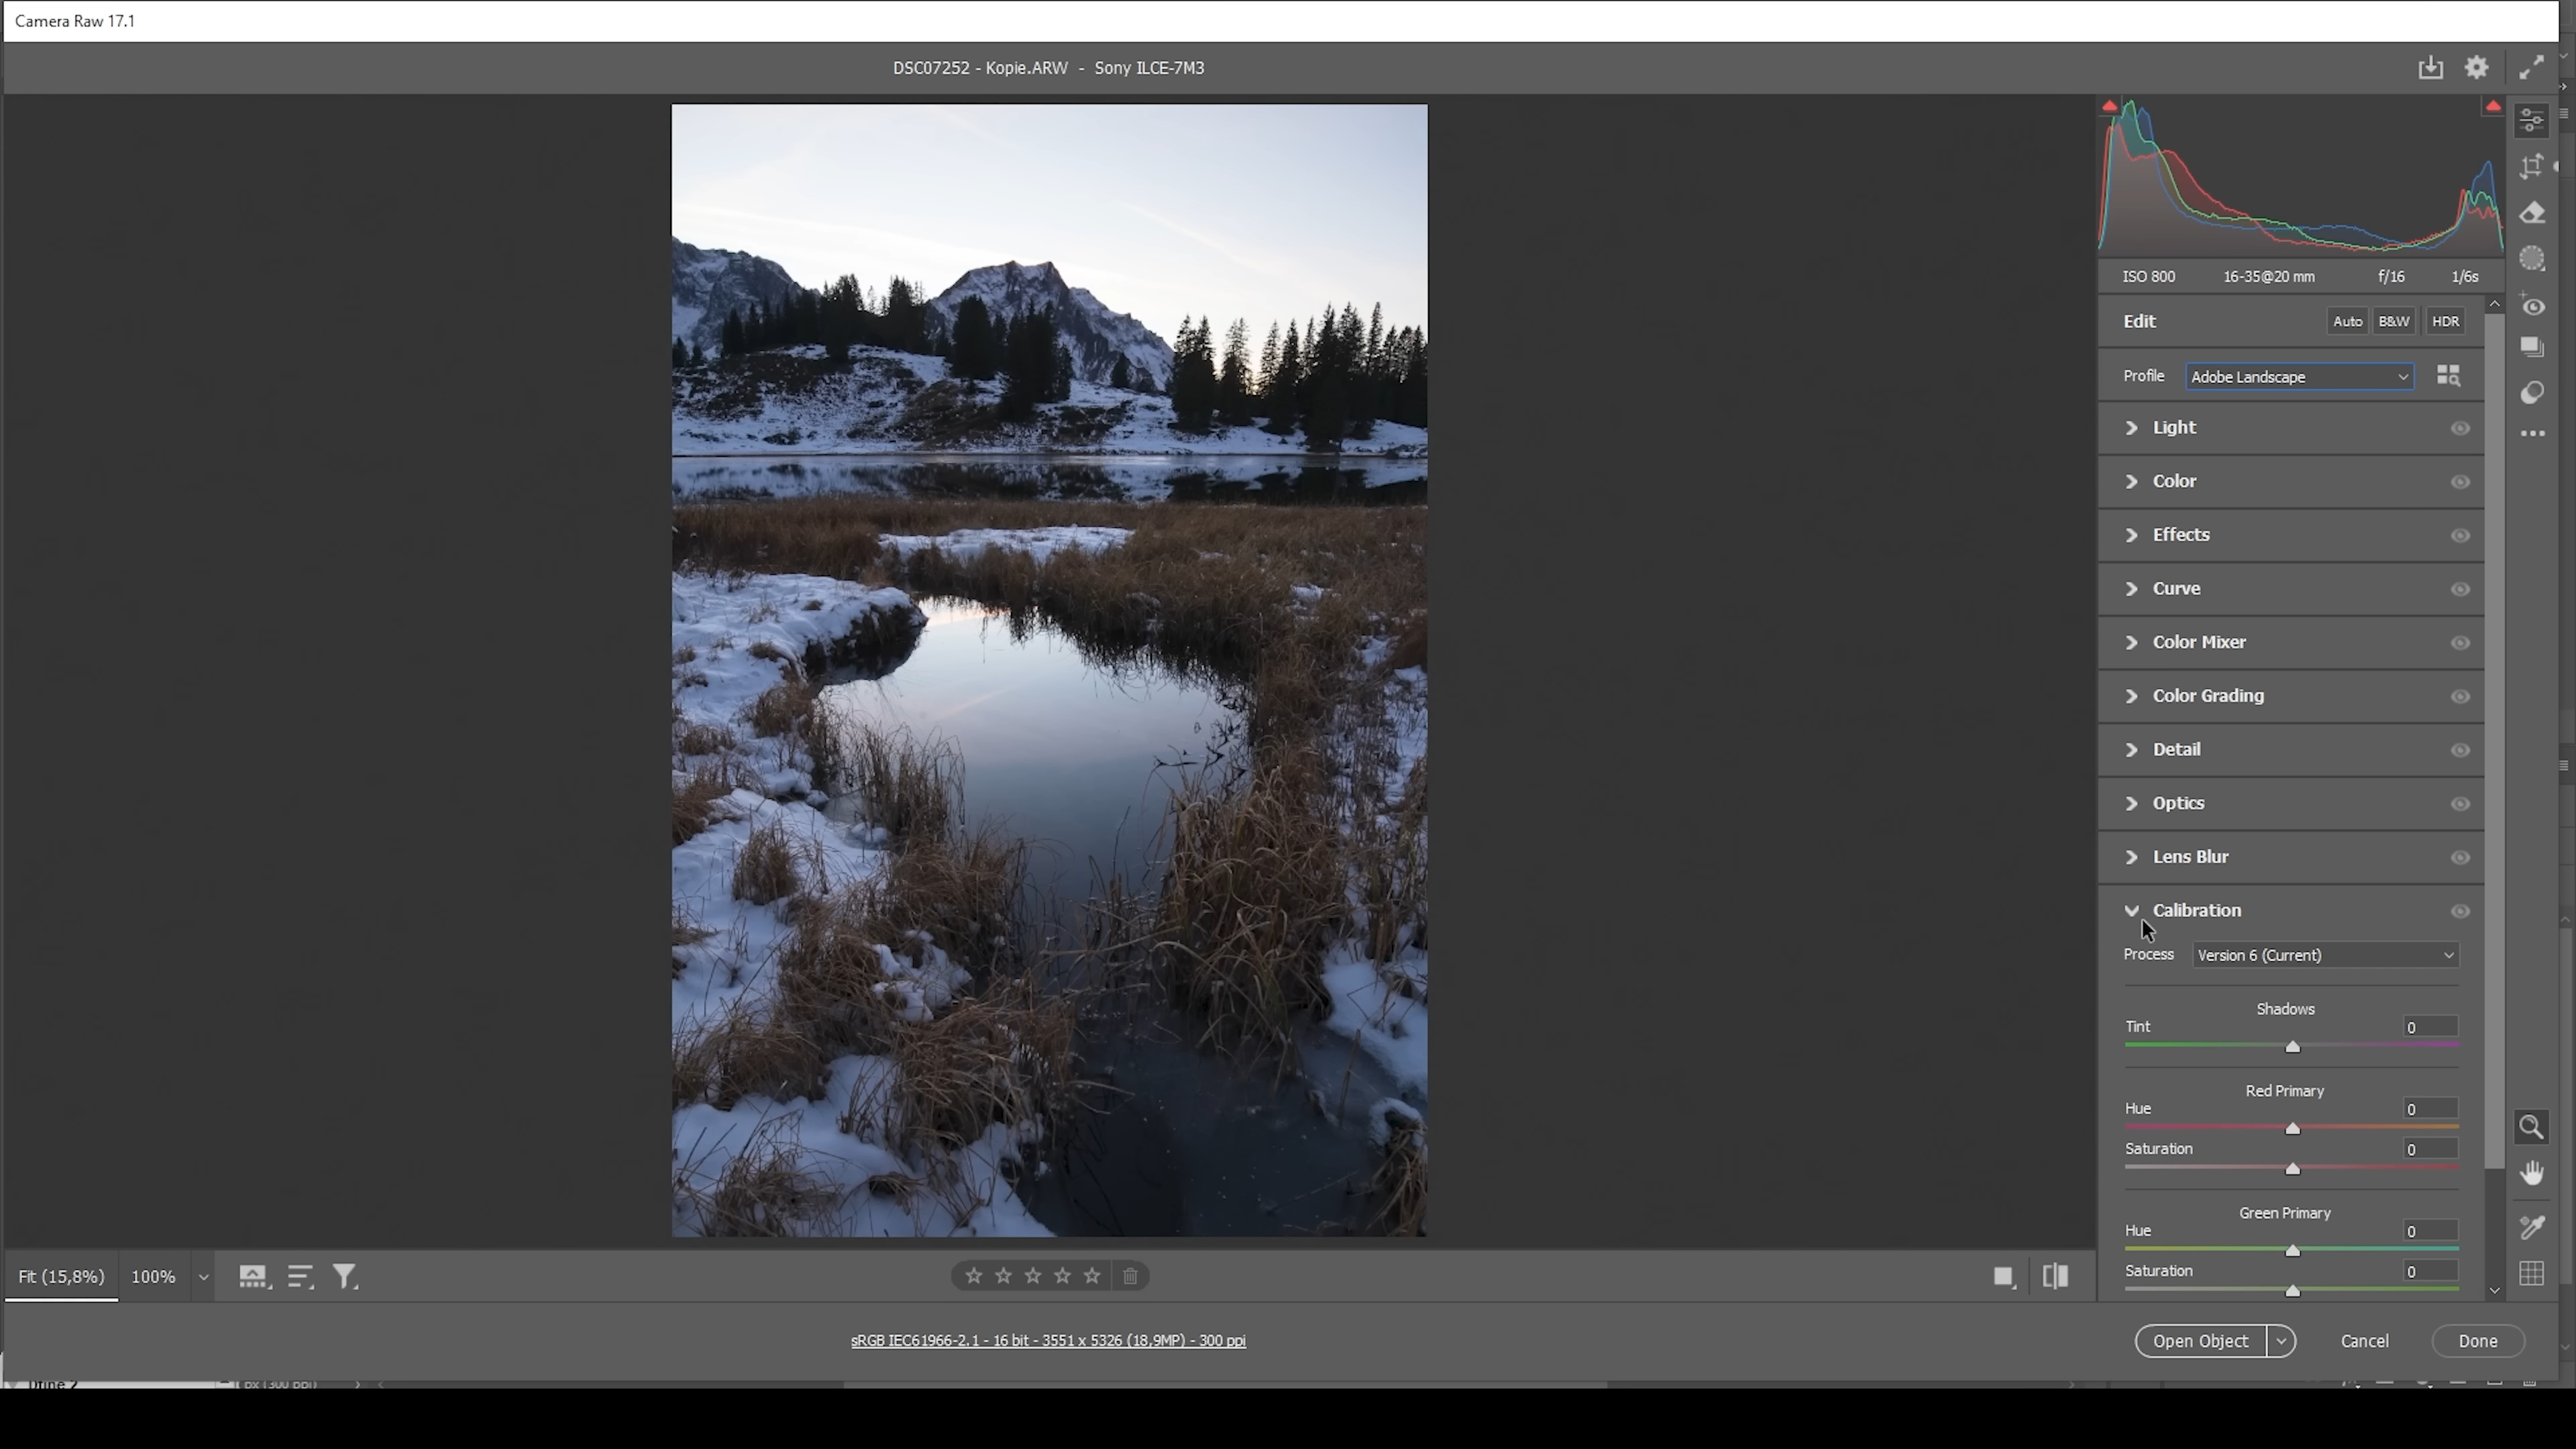 Camera Raw 17.1
DSC07252 - Kopie.ARW - Sony ILCE-7M3
ISO 800 16-35@20 mm f/16 1/6s
Edit Auto B&W HDR
Profile Adobe Landscape
Light
Color
Effects
Curve
Color Mixer
Color Grading
Detail
Optics
Lens Blur
Calibration
Process Version 6 (Current)
Shadows
Tint 0
Red Primary
Hue 0
Saturation 0
Green Primary
Hue 0
Saturation 0
Fit (15,8%) 100%
sRGB IEC61966-2.1 - 16 bit - 3551 x 5326 (18,9MP) - 300 ppi
Open Object Cancel Done